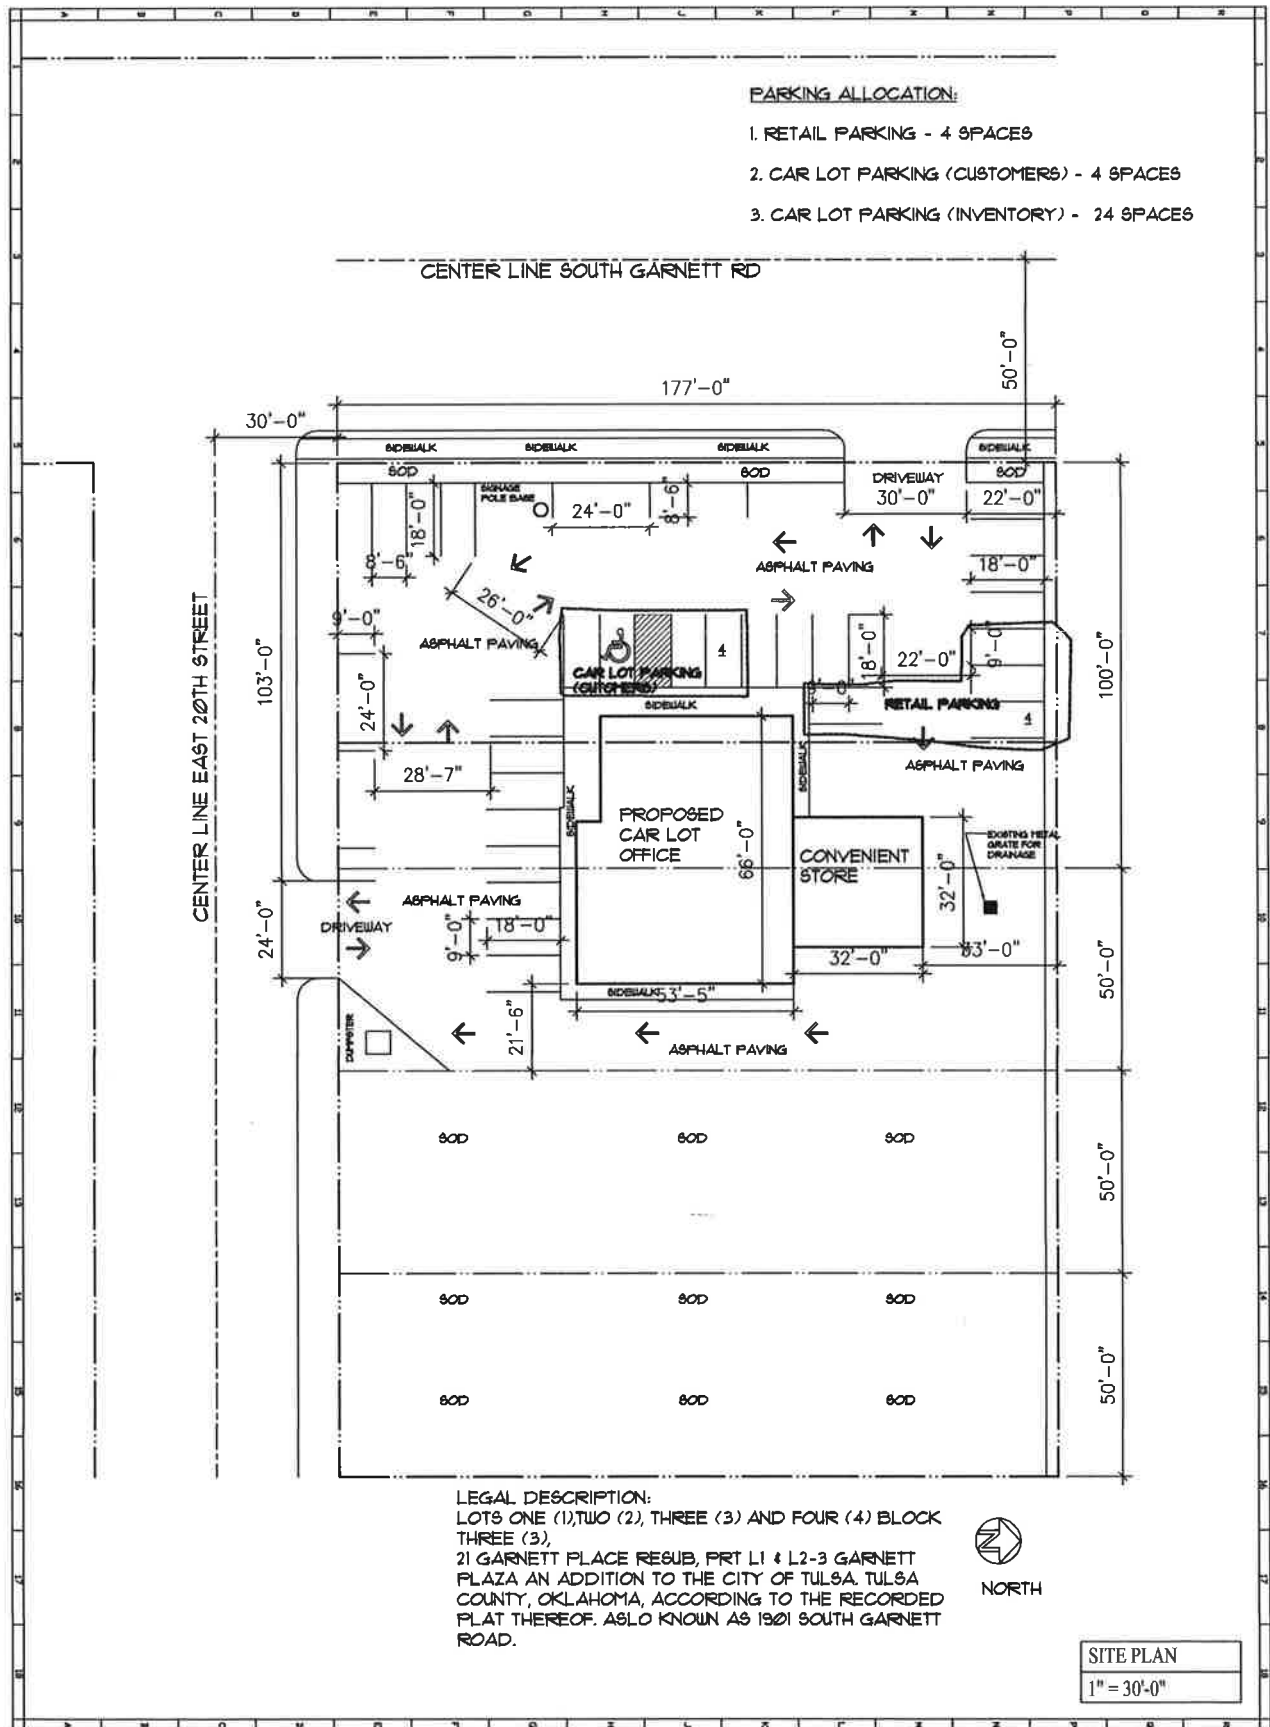 PARKING ALLOCATION:
1. RETAIL PARKING - 4 SPACES
2. CAR LOT PARKING (CUSTOMERS) - 4 SPACES
3. CAR LOT PARKING (INVENTORY) - 24 SPACES
CENTER LINE SOUTH GARNETT RD
50'-0"
177'-0"
30'-0"
SIDEWALK
SIDEWALK
SIDEWALK
SIDEWALK
SOD
SOD
SOD
SIGNAGE
POLE BASE
DRIVEWAY
30'-0"
22'-0"
18'-0"
24'-0"
8'-6"
8'-6"
ASPHALT PAVING
18'-0"
26'-0"
9'-0"
ASPHALT PAVING
CENTER LINE EAST 20TH STREET
103'-0"
24'-0"
4
CAR LOT PARKING
(CUTOMERS)
18'-0"
22'-0"
9'-0"
100'-0"
RETAIL PARKING
4
SIDEWALK
ASPHALT PAVING
28'-7"
SIDEWALK
SIDEWALK
PROPOSED
CAR LOT
OFFICE
66'-0"
CONVENIENT
STORE
32'-0"
EXISTING METAL
GRATE FOR
DRANAGE
ASPHALT PAVING
DRIVEWAY
24'-0"
9'-0"
18'-0"
32'-0"
33'-0"
50'-0"
SIDEWALK
53'-5"
21'-6"
DUMPSTER
ASPHALT PAVING
SOD
SOD
SOD
50'-0"
SOD
SOD
SOD
50'-0"
SOD
SOD
SOD
LEGAL DESCRIPTION:
LOTS ONE (1),TWO (2), THREE (3) AND FOUR (4) BLOCK
THREE (3),
21 GARNETT PLACE RESUB, PRT L1 & L2-3 GARNETT
PLAZA AN ADDITION TO THE CITY OF TULSA. TULSA
COUNTY, OKLAHOMA, ACCORDING TO THE RECORDED
PLAT THEREOF. ASLO KNOWN AS 1901 SOUTH GARNETT
ROAD.
N
NORTH
SITE PLAN
1" = 30'-0"